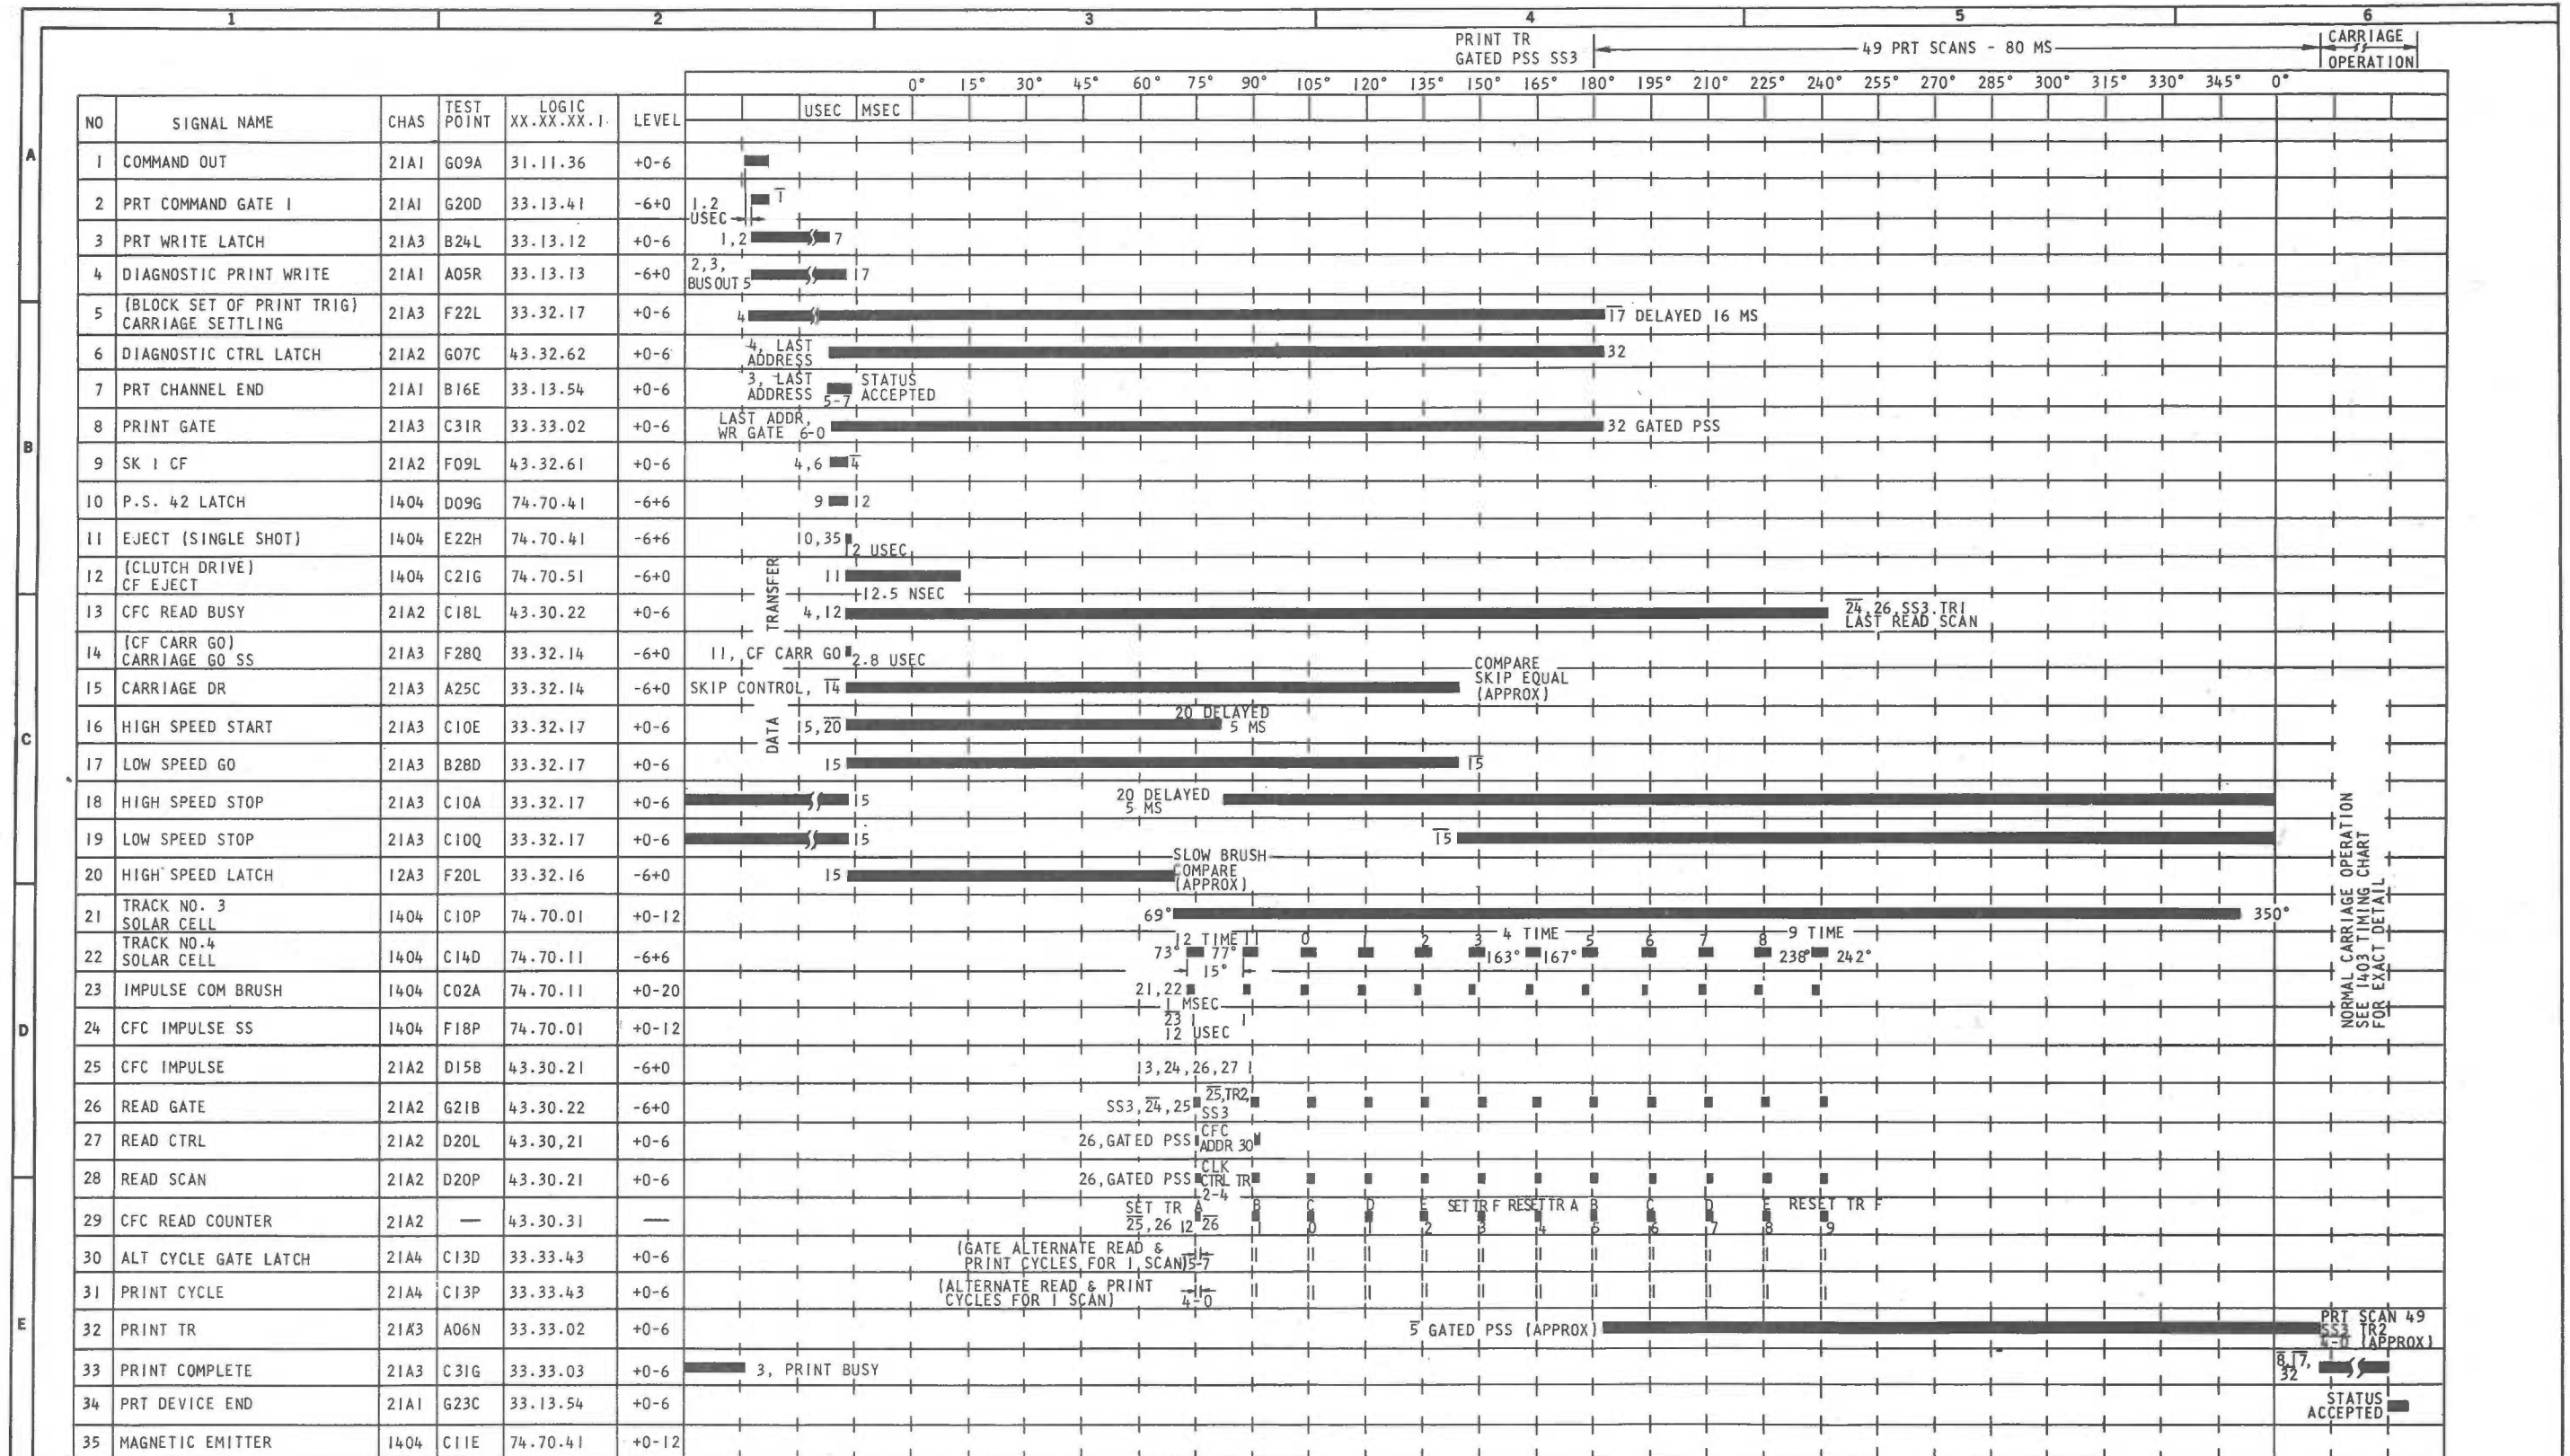 1 2 3 4 5 6
PRINT TR
GATED PSS SS3
49 PRT SCANS - 80 MS
CARRIAGE
OPERATION
0° 15° 30° 45° 60° 75° 90° 105° 120° 135° 150° 165° 180° 195° 210° 225° 240° 255° 270° 285° 300° 315° 330° 345° 0°
NO SIGNAL NAME CHAS TEST POINT LOGIC XX.XX.XX.1 LEVEL USEC MSEC
A
1 COMMAND OUT 21A1 G09A 31.11.36 +0-6
2 PRT COMMAND GATE 1 21A1 G20D 33.13.41 -6+0 1.2 USEC 1̅
3 PRT WRITE LATCH 21A3 B24L 33.13.12 +0-6 1,2 7
4 DIAGNOSTIC PRINT WRITE 21A1 A05R 33.13.13 -6+0 2,3, BUS OUT 5 17
5 (BLOCK SET OF PRINT TRIG) CARRIAGE SETTLING 21A3 F22L 33.32.17 +0-6 4 1̅7̅ DELAYED 16 MS
6 DIAGNOSTIC CTRL LATCH 21A2 G07C 43.32.62 +0-6 4, LAST ADDRESS 32
7 PRT CHANNEL END 21A1 B16E 33.13.54 +0-6 3, LAST ADDRESS 5-7 STATUS ACCEPTED
B
8 PRINT GATE 21A3 C31R 33.33.02 +0-6 LAST ADDR, WR GATE 6-0 32 GATED PSS
9 SK 1 CF 21A2 F09L 43.32.61 +0-6 4,6 4̅
10 P.S. 42 LATCH 1404 D09G 74.70.41 -6+6 9 12
11 EJECT (SINGLE SHOT) 1404 E22H 74.70.41 -6+6 10,35 12 USEC
12 (CLUTCH DRIVE) CF EJECT 1404 C21G 74.70.51 -6+0 11 12.5 NSEC
13 CFC READ BUSY 21A2 C18L 43.30.22 +0-6 4,12 2̅4̅,26,SS3.TR1 LAST READ SCAN
14 (CF CARR GO) CARRIAGE GO SS 21A3 F28Q 33.32.14 -6+0 11, CF CARR GO 2.8 USEC
15 CARRIAGE DR 21A3 A25C 33.32.14 -6+0 SKIP CONTROL, 1̅4̅ COMPARE SKIP EQUAL (APPROX)
DATA TRANSFER
C
16 HIGH SPEED START 21A3 C10E 33.32.17 +0-6 15,2̅0̅ 20 DELAYED 5 MS
17 LOW SPEED GO 21A3 B28D 33.32.17 +0-6 15 1̅5̅
18 HIGH SPEED STOP 21A3 C10A 33.32.17 +0-6 15 20 DELAYED 5 MS
19 LOW SPEED STOP 21A3 C10Q 33.32.17 +0-6 15 1̅5̅
20 HIGH SPEED LATCH 12A3 F20L 33.32.16 -6+0 15 SLOW BRUSH COMPARE (APPROX)
21 TRACK NO. 3 SOLAR CELL 1404 C10P 74.70.01 +0-12 69° 350°
22 TRACK NO.4 SOLAR CELL 1404 C14D 74.70.11 -6+6 12 TIME 11 0 1 2 3 4 TIME 5 6 7 8 9 TIME
73° 77° 163° 167° 238° 242°
15°
23 IMPULSE COM BRUSH 1404 C02A 74.70.11 +0-20 21,22 1 MSEC
D
24 CFC IMPULSE SS 1404 F18P 74.70.01 +0-12 2̅3̅ 12 USEC
25 CFC IMPULSE 21A2 D15B 43.30.21 -6+0 13,24,26,27
26 READ GATE 21A2 G21B 43.30.22 -6+0 SS3,2̅4̅,25 2̅5̅,TR2, SS3
27 READ CTRL 21A2 D20L 43.30,21 +0-6 26,GATED PSS CFC ADDR 30
28 READ SCAN 21A2 D20P 43.30.21 +0-6 26,GATED PSS CLK CTRL TR 2-4
29 CFC READ COUNTER 21A2 — 43.30.31 — SET TR A B C D E SET TR F RESET TR A B C D E RESET TR F
2̅5̅,26 12 2̅6̅ 1 0 1 2 3 4 5 6 7 8 9
30 ALT CYCLE GATE LATCH 21A4 C13D 33.33.43 +0-6 (GATE ALTERNATE READ & PRINT CYCLES FOR 1 SCAN) 5-7
31 PRINT CYCLE 21A4 C13P 33.33.43 +0-6 (ALTERNATE READ & PRINT CYCLES FOR 1 SCAN) 4-0
E
32 PRINT TR 21A3 A06N 33.33.02 +0-6 5̅ GATED PSS (APPROX) PRT SCAN 49 SS3 TR2 4-0 (APPROX)
33 PRINT COMPLETE 21A3 C31G 33.33.03 +0-6 3, PRINT BUSY 8̅,1̅7̅, 3̅2̅
34 PRT DEVICE END 21A1 G23C 33.13.54 +0-6 STATUS ACCEPTED
35 MAGNETIC EMITTER 1404 C11E 74.70.41 +0-12
NORMAL CARRIAGE OPERATION
SEE 1403 TIMING CHART
FOR EXACT DETAIL